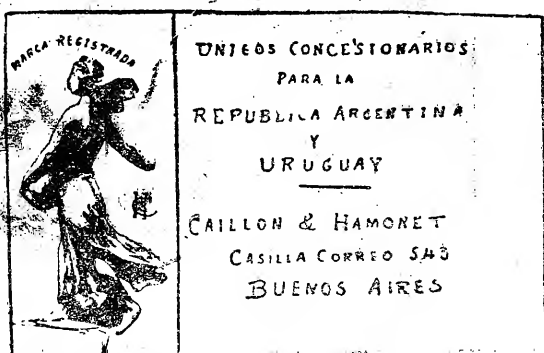 MARCA REGISTRADA
UNICOS CONCESIONARIOS
PARA LA
REPUBLICA ARGENTINA
Y
URUGUAY
CAILLON & HAMONET
CASILLA CORREO 543
BUENOS AIRES